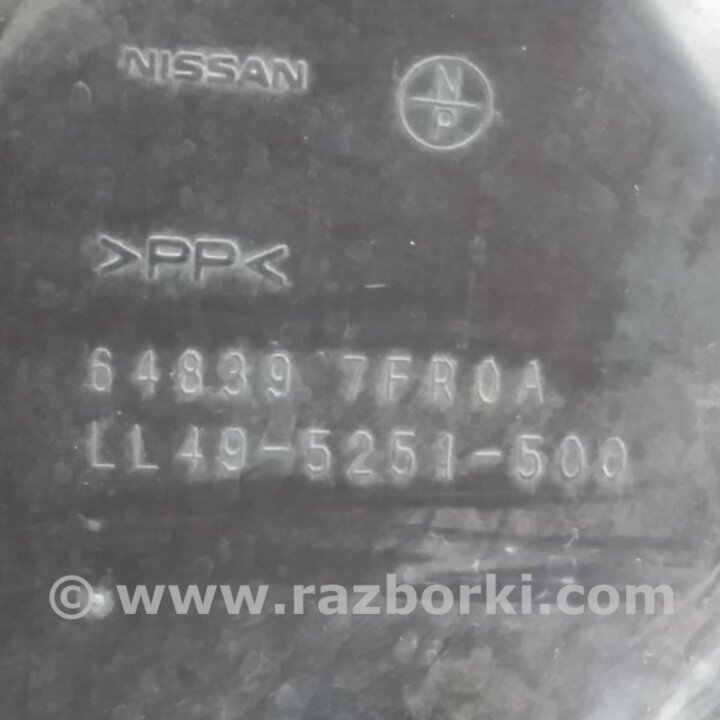 NISSAN
N
P
>PP<
64839 7FR0A
LL49-5251-500
© www.razborki.com